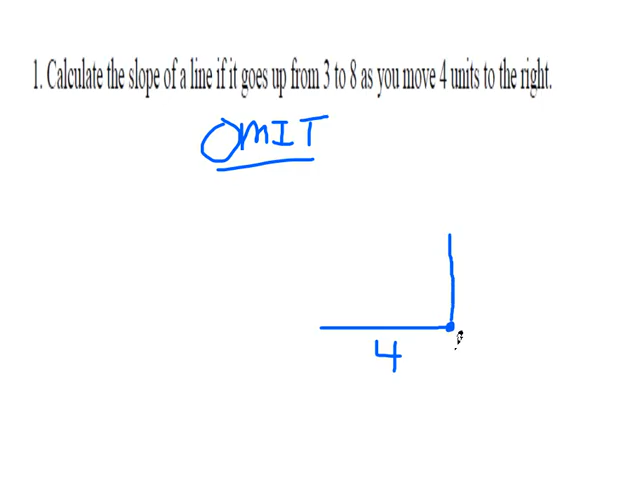 1. Calculate the slope of a line if it goes up from 3 to 8 as you move 4 units to the right.
OMIT
4